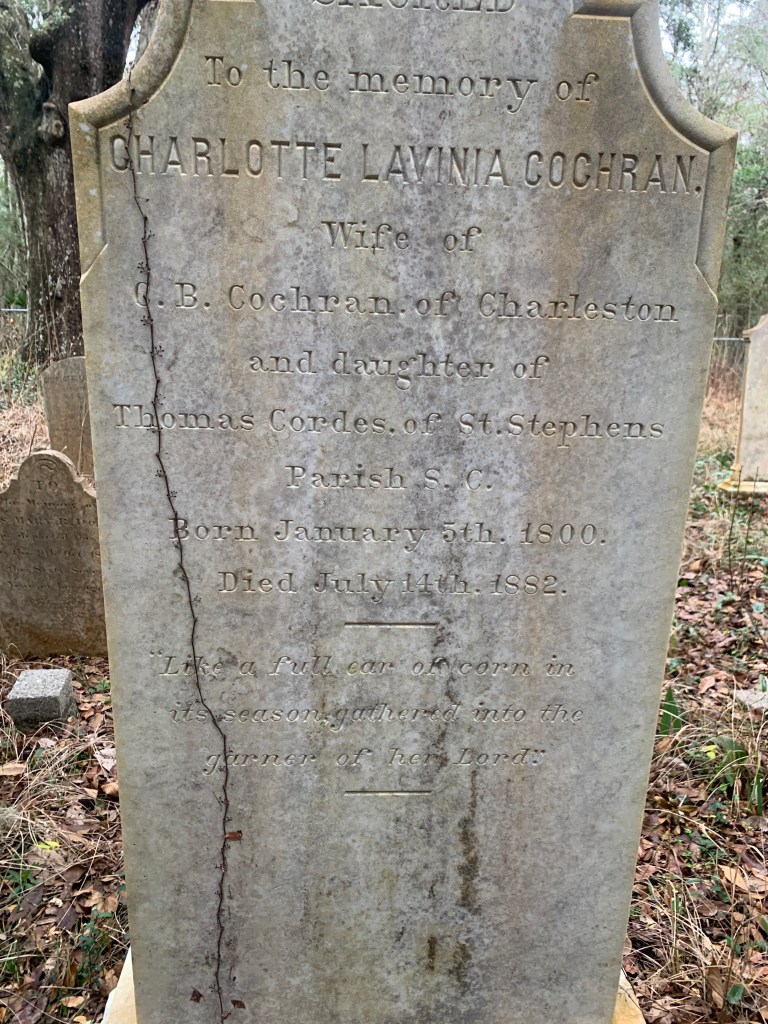 SACRED
To the memory of
CHARLOTTE LAVINIA COCHRAN.
Wife of
C. B. Cochran. of Charleston
and daughter of
Thomas Cordes. of St. Stephens
Parish S. C.
Born January 5th. 1800.
Died July 14th. 1882.
"Like a full ear of corn in
its season, gathered into the
garner of her Lord."
TO